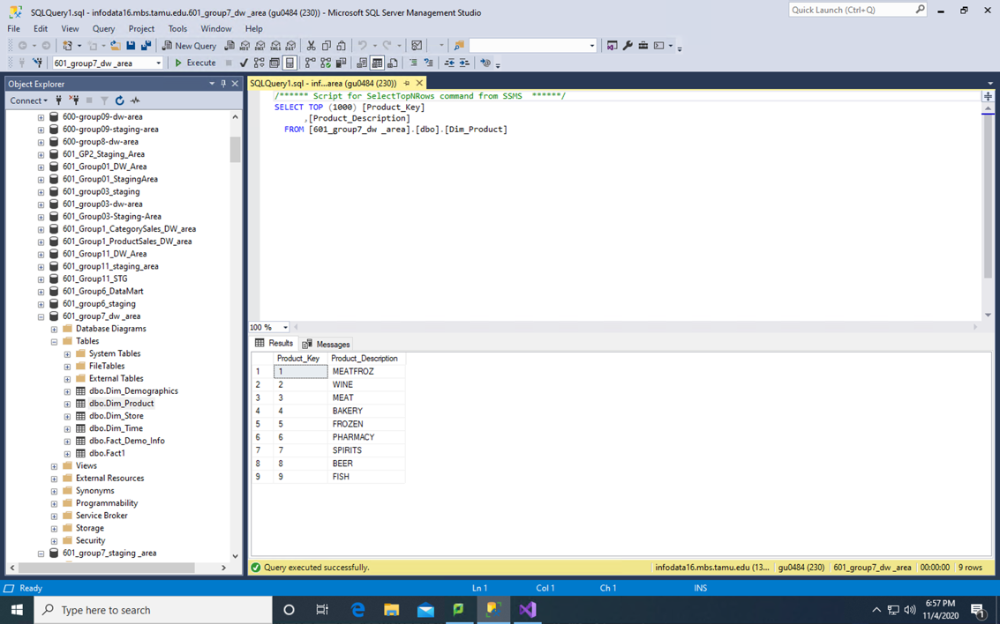 SQLQuery1.sql - infodata16.mbs.tamu.edu.601_group7_dw _area (gu0484 (230)) - Microsoft SQL Server Management Studio
Quick Launch (Ctrl+Q)
File Edit View Query Project Tools Window Help
New Query
MDX DMX XMLA DAX
601_group7_dw _area Execute
Object Explorer
SQLQuery1.sql - inf...area (gu0484 (230))
Connect
600-group09-dw-area
600-group09-staging-area
600-group8-dw-area
601_GP2_Staging_Area
601_Group01_DW_Area
601_Group01_StagingArea
601_group03_staging
601_group03-dw-area
601_Group03-Staging-Area
601_Group1_CategorySales_DW_area
601_Group1_ProductSales_DW_area
601_Group11_DW_Area
601_group11_staging_area
601_Group11_STG
601_Group6_DataMart
601_group6_staging
601_group7_dw _area
Database Diagrams
Tables
System Tables
FileTables
External Tables
dbo.Dim_Demographics
dbo.Dim_Product
dbo.Dim_Store
dbo.Dim_Time
dbo.Fact_Demo_Info
dbo.Fact1
Views
External Resources
Synonyms
Programmability
Service Broker
Storage
Security
601_group7_staging _area
/****** Script for SelectTopNRows command from SSMS ******/
SELECT TOP (1000) [Product_Key]
,[Product_Description]
FROM [601_group7_dw _area].[dbo].[Dim_Product]
100 %
Results Messages
Product_Key Product_Description
1 1 MEATFROZ
2 2 WINE
3 3 MEAT
4 4 BAKERY
5 5 FROZEN
6 6 PHARMACY
7 7 SPIRITS
8 8 BEER
9 9 FISH
Query executed successfully. infodata16.mbs.tamu.edu (13... gu0484 (230) 601_group7_dw _area 00:00:00 9 rows
Ready Ln 1 Col 1 Ch 1 INS
Type here to search
6:57 PM
11/4/2020
1